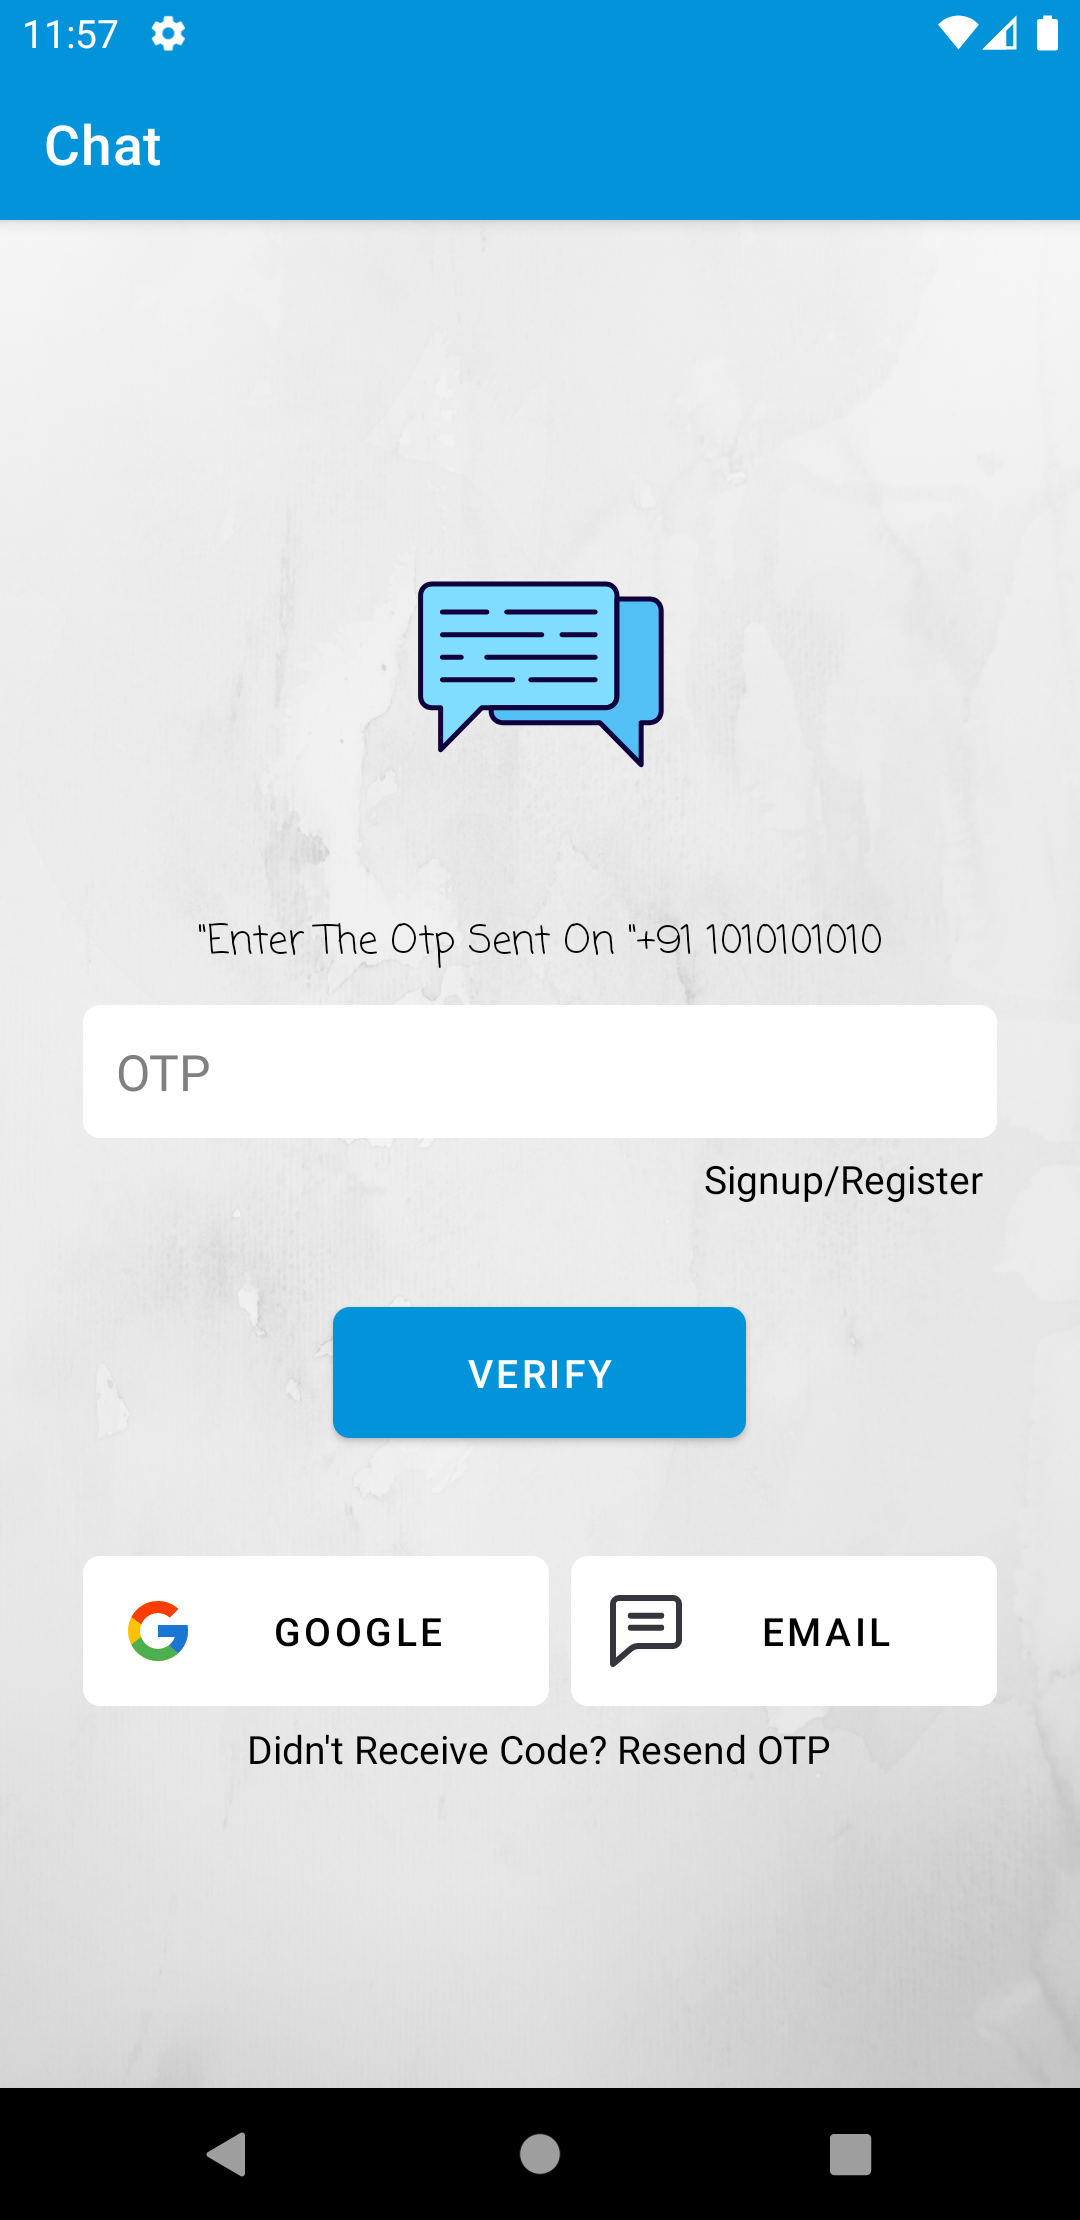 11:57
Chat
"Enter The Otp Sent On "+91 1010101010
OTP
Signup/Register
VERIFY
GOOGLE
EMAIL
Didn't Receive Code? Resend OTP